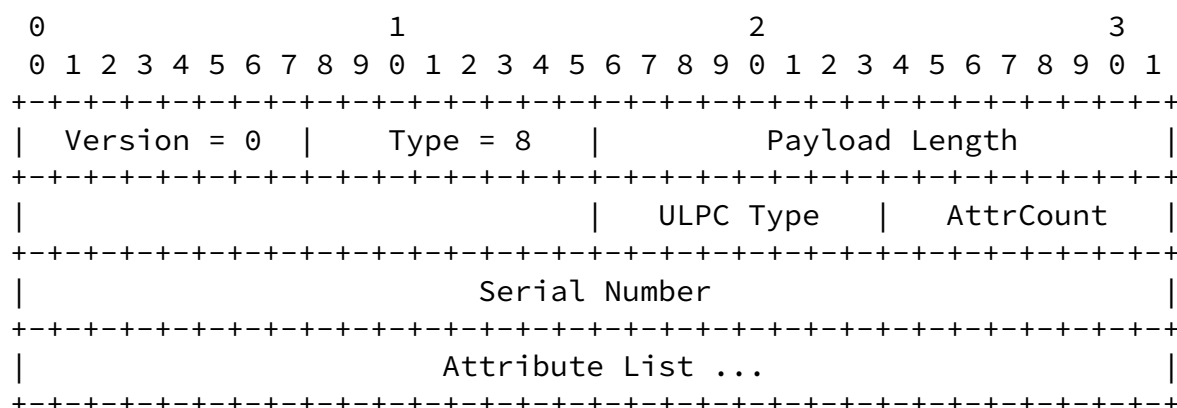 0                   1                   2                   3
 0 1 2 3 4 5 6 7 8 9 0 1 2 3 4 5 6 7 8 9 0 1 2 3 4 5 6 7 8 9 0 1
+-+-+-+-+-+-+-+-+-+-+-+-+-+-+-+-+-+-+-+-+-+-+-+-+-+-+-+-+-+-+-+-+
|  Version = 0  |    Type = 8   |         Payload Length        |
+-+-+-+-+-+-+-+-+-+-+-+-+-+-+-+-+-+-+-+-+-+-+-+-+-+-+-+-+-+-+-+-+
|                               |   ULPC Type   |   AttrCount   |
+-+-+-+-+-+-+-+-+-+-+-+-+-+-+-+-+-+-+-+-+-+-+-+-+-+-+-+-+-+-+-+-+
|                         Serial Number                         |
+-+-+-+-+-+-+-+-+-+-+-+-+-+-+-+-+-+-+-+-+-+-+-+-+-+-+-+-+-+-+-+-+
|                       Attribute List ...                      |
+-+-+-+-+-+-+-+-+-+-+-+-+-+-+-+-+-+-+-+-+-+-+-+-+-+-+-+-+-+-+-+-+